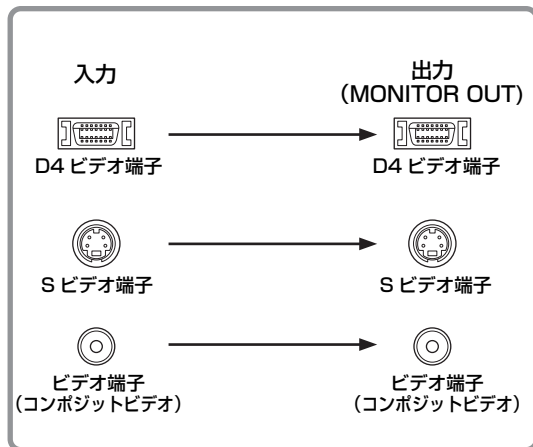 入力
出力
(MONITOR OUT)
D4 ビデオ端子
D4 ビデオ端子
S ビデオ端子
S ビデオ端子
ビデオ端子
(コンポジットビデオ)
ビデオ端子
(コンポジットビデオ)